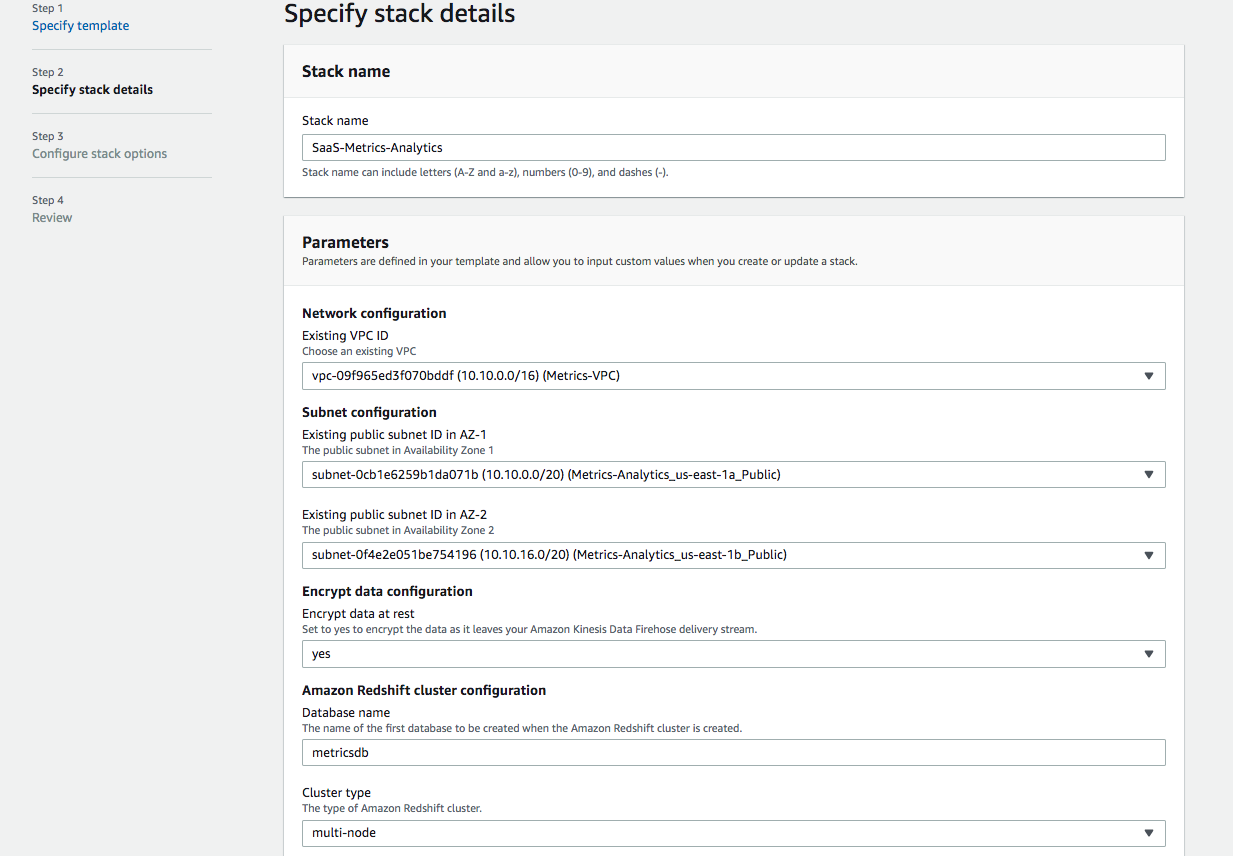 Step 1
Specify template
Step 2
Specify stack details
Step 3
Configure stack options
Step 4
Review
Specify stack details
Stack name
Stack name
SaaS-Metrics-Analytics
Stack name can include letters (A-Z and a-z), numbers (0-9), and dashes (-).
Parameters
Parameters are defined in your template and allow you to input custom values when you create or update a stack.
Network configuration
Existing VPC ID
Choose an existing VPC
vpc-09f965ed3f070bddf (10.10.0.0/16) (Metrics-VPC)
Subnet configuration
Existing public subnet ID in AZ-1
The public subnet in Availability Zone 1
subnet-0cb1e6259b1da071b (10.10.0.0/20) (Metrics-Analytics_us-east-1a_Public)
Existing public subnet ID in AZ-2
The public subnet in Availability Zone 2
subnet-0f4e2e051be754196 (10.10.16.0/20) (Metrics-Analytics_us-east-1b_Public)
Encrypt data configuration
Encrypt data at rest
Set to yes to encrypt the data as it leaves your Amazon Kinesis Data Firehose delivery stream.
yes
Amazon Redshift cluster configuration
Database name
The name of the first database to be created when the Amazon Redshift cluster is created.
metricsdb
Cluster type
The type of Amazon Redshift cluster.
multi-node